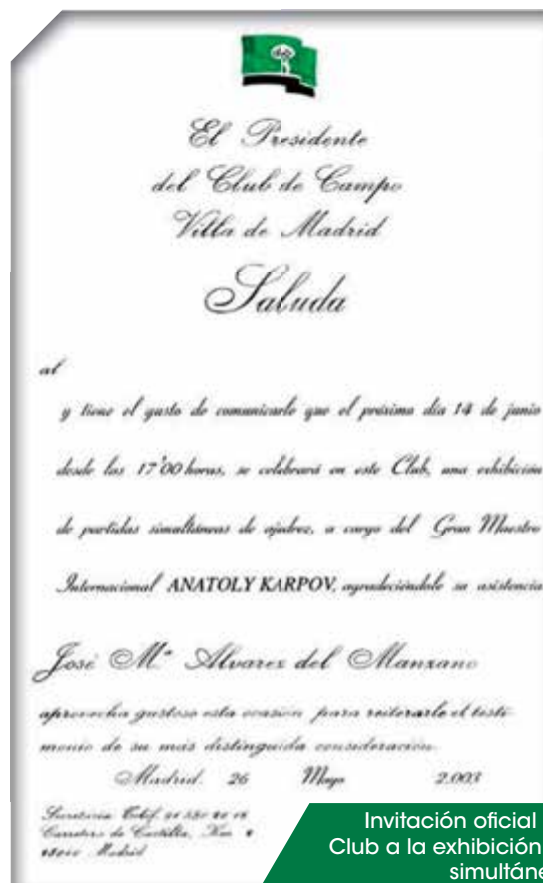 El Presidente
del Club de Campo
Villa de Madrid
Saluda
al
y tiene el gusto de comunicarle que el próximo día 14 de junio
desde las 17'00 horas, se celebrará en este Club, una exhibición
de partidas simultáneas de ajedrez, a cargo del Gran Maestro
Internacional ANATOLY KARPOV, agradeciéndole su asistencia
José Mª Alvarez del Manzano
aprovecha gustoso esta ocasión para reiterarle el testi-
monio de su más distinguida consideración.
Madrid, 26 Mayo 2.003
Secretaría Teléf.
Carretera de Castilla, Km.
Madrid
Invitación oficial
Club a la exhibición
simultáne